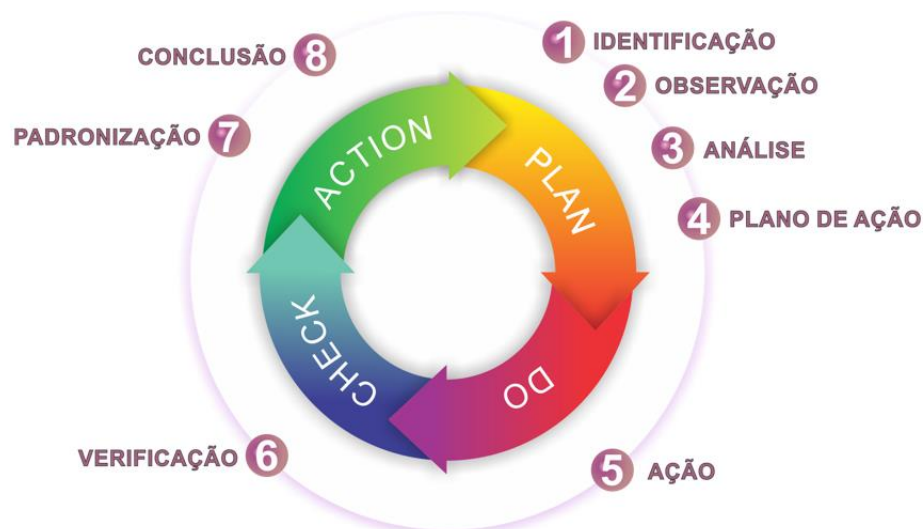 1 IDENTIFICAÇÃO
2 OBSERVAÇÃO
3 ANÁLISE
4 PLANO DE AÇÃO
5 AÇÃO
6 VERIFICAÇÃO
7 PADRONIZAÇÃO
8 CONCLUSÃO
PLAN
DO
CHECK
ACTION